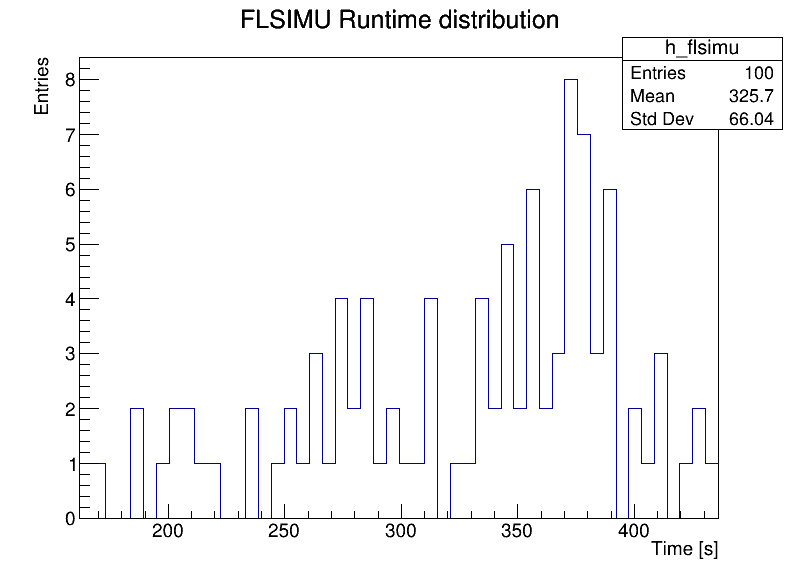 FLSIMU Runtime distribution
h_flsimu
Entries 100
Mean 325.7
Std Dev 66.04
Entries
8
7
6
5
4
3
2
1
0
200 250 300 350 400
Time [s]